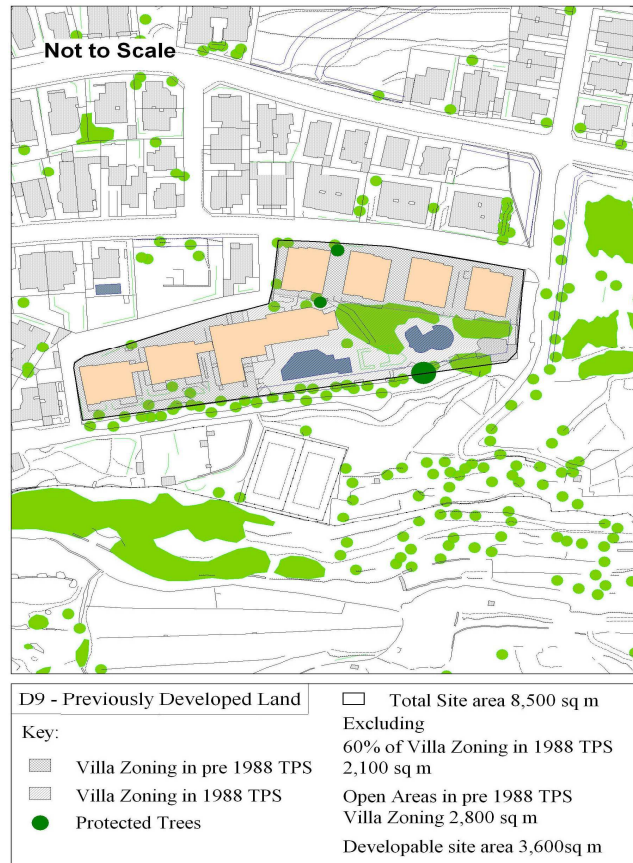 Not to Scale
D9 - Previously Developed Land
Key:
Villa Zoning in pre 1988 TPS
Villa Zoning in 1988 TPS
Protected Trees
Total Site area 8,500 sq m
Excluding
60% of Villa Zoning in 1988 TPS
2,100 sq m
Open Areas in pre 1988 TPS
Villa Zoning 2,800 sq m
Developable site area 3,600sq m